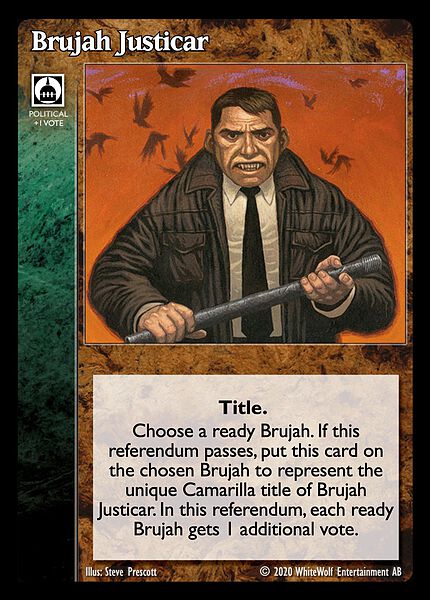 Brujah Justicar
POLITICAL
+1 VOTE
Title.
Choose a ready Brujah. If this
referendum passes, put this card on
the chosen Brujah to represent the
unique Camarilla title of Brujah
Justicar. In this referendum, each ready
Brujah gets 1 additional vote.
Illus: Steve Prescott
© 2020 WhiteWolf Entertainment AB